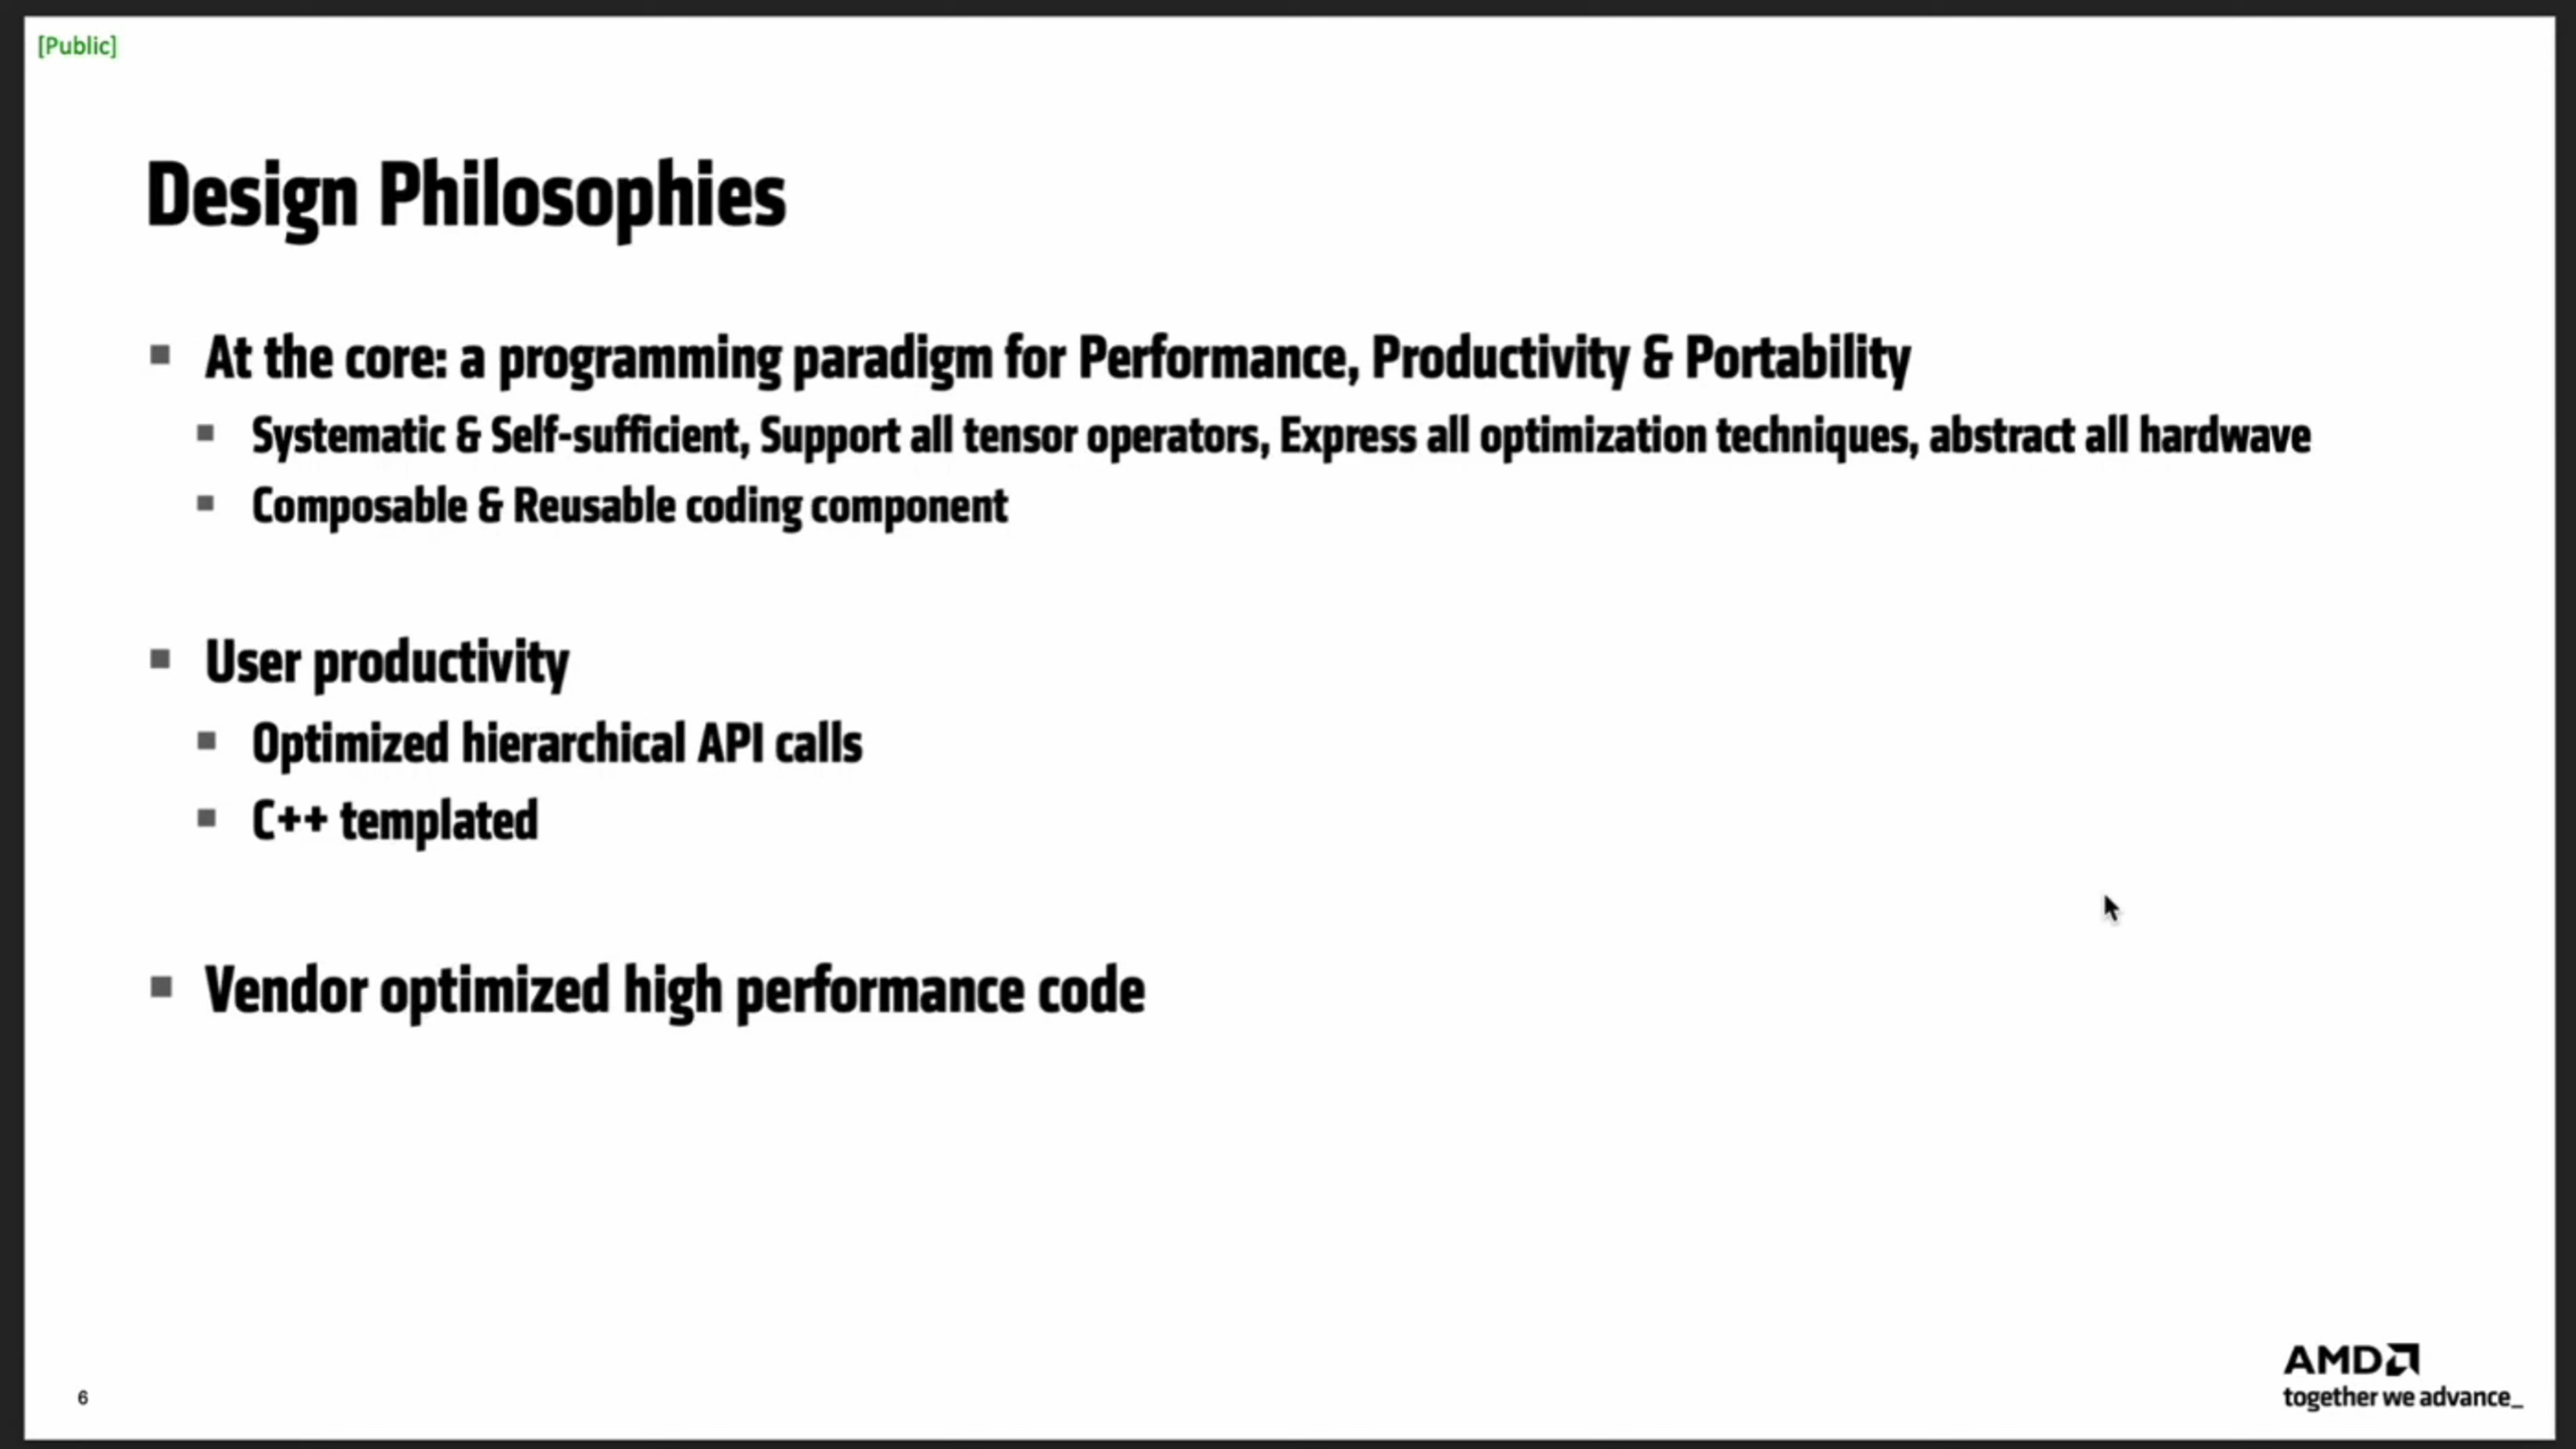 [Public]
Design Philosophies
At the core: a programming paradigm for Performance, Productivity & Portability
Systematic & Self-sufficient, Support all tensor operators, Express all optimization techniques, abstract all hardwave
Composable & Reusable coding component
User productivity
Optimized hierarchical API calls
C++ templated
Vendor optimized high performance code
6
AMD
together we advance_